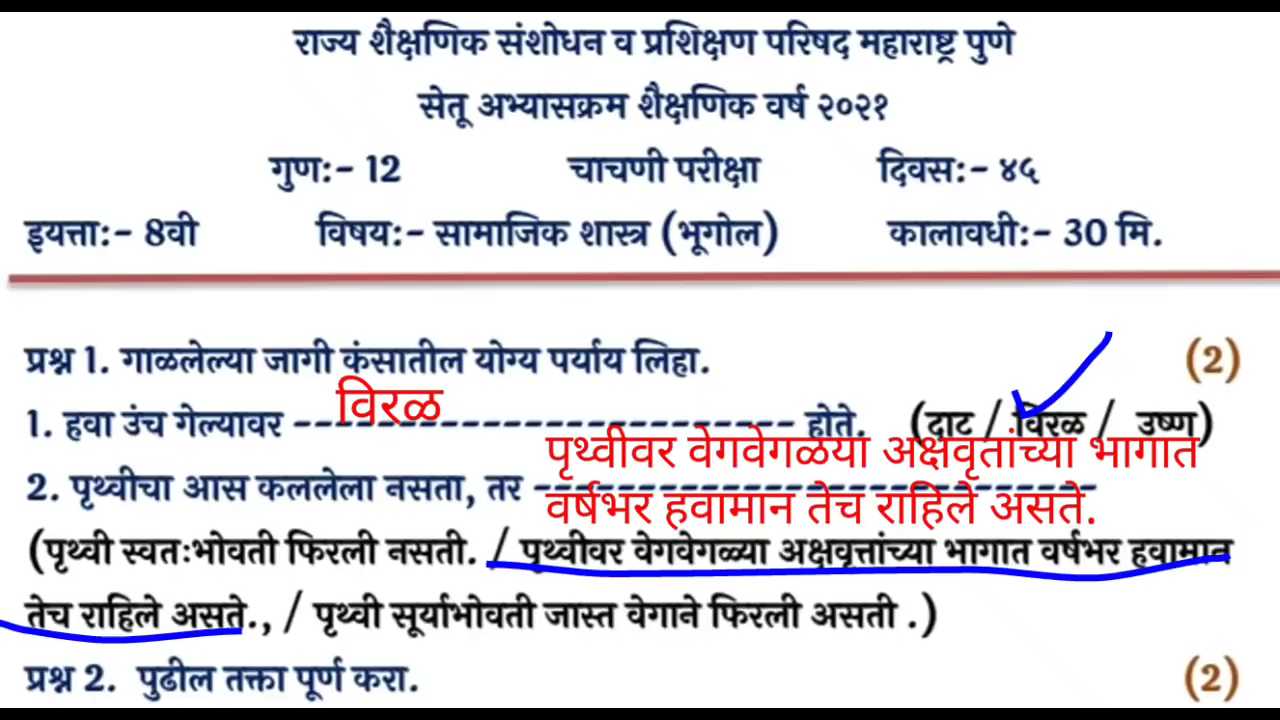 राज्य शैक्षणिक संशोधन व प्रशिक्षण परिषद महाराष्ट्र पुणे
सेतू अभ्यासक्रम शैक्षणिक वर्ष २०२१
गुण:- 12 चाचणी परीक्षा दिवस:- ४५
इयत्ता:- 8वी विषय:- सामाजिक शास्त्र (भूगोल) कालावधी:- 30 मि.
प्रश्न 1. गाळलेल्या जागी कंसातील योग्य पर्याय लिहा. (2)
विरळ
1. हवा उंच गेल्यावर ------------------------ होते. (दाट / विरळ / उष्ण)
पृथ्वीवर वेगवेगळया अक्षवृतांच्या भागात
2. पृथ्वीचा आस कललेला नसता, तर ---------------------------
वर्षभर हवामान तेच राहिले असते.
(पृथ्वी स्वतःभोवती फिरली नसती. / पृथ्वीवर वेगवेगळ्या अक्षवृत्तांच्या भागात वर्षभर हवामान
तेच राहिले असते., / पृथ्वी सूर्याभोवती जास्त वेगाने फिरली असती .)
प्रश्न 2. पुढील तक्ता पूर्ण करा. (2)